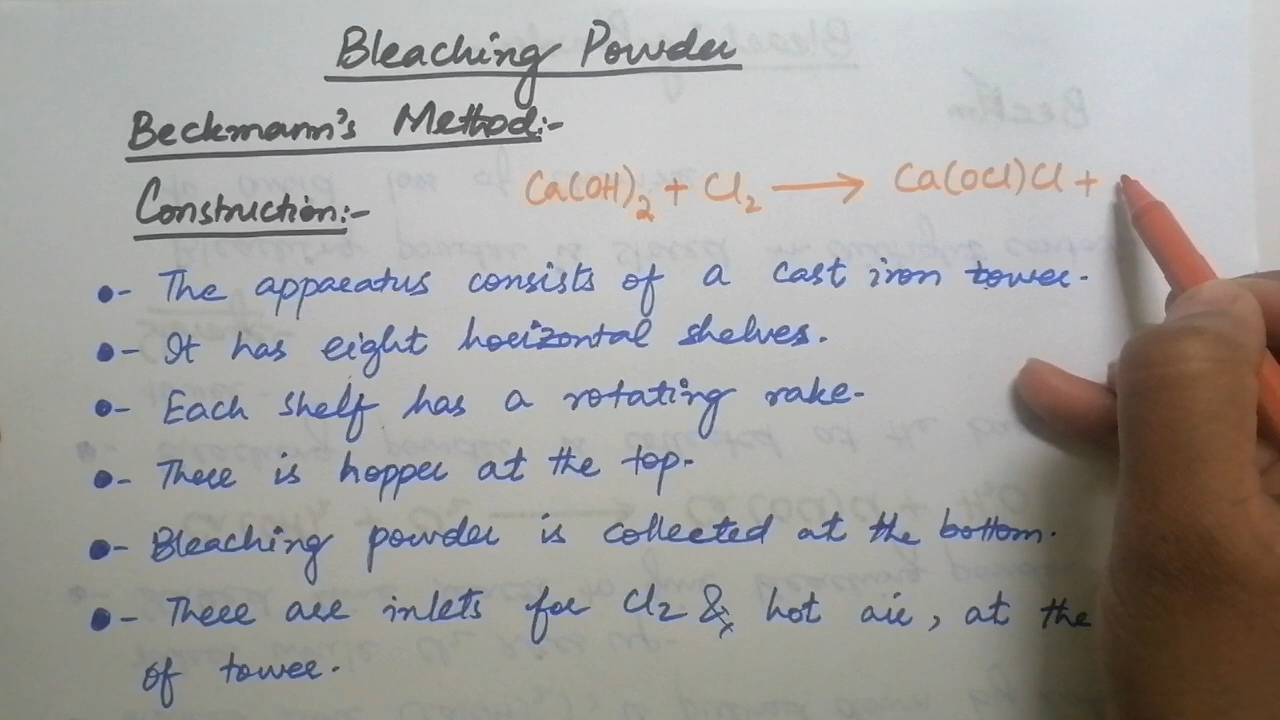 Bleaching Powder
Beckmann's Method:-
Construction:-
Ca(OH)₂ + Cl₂ ⟶ Ca(OCl)Cl +
•- The apparatus consists of a cast iron tower.
•- It has eight horizontal shelves.
•- Each shelf has a rotating rake.
•- There is hopper at the top.
•- Bleaching powder is collected at the bottom.
•- There are inlets for Cl2 & hot air, at the
of tower.